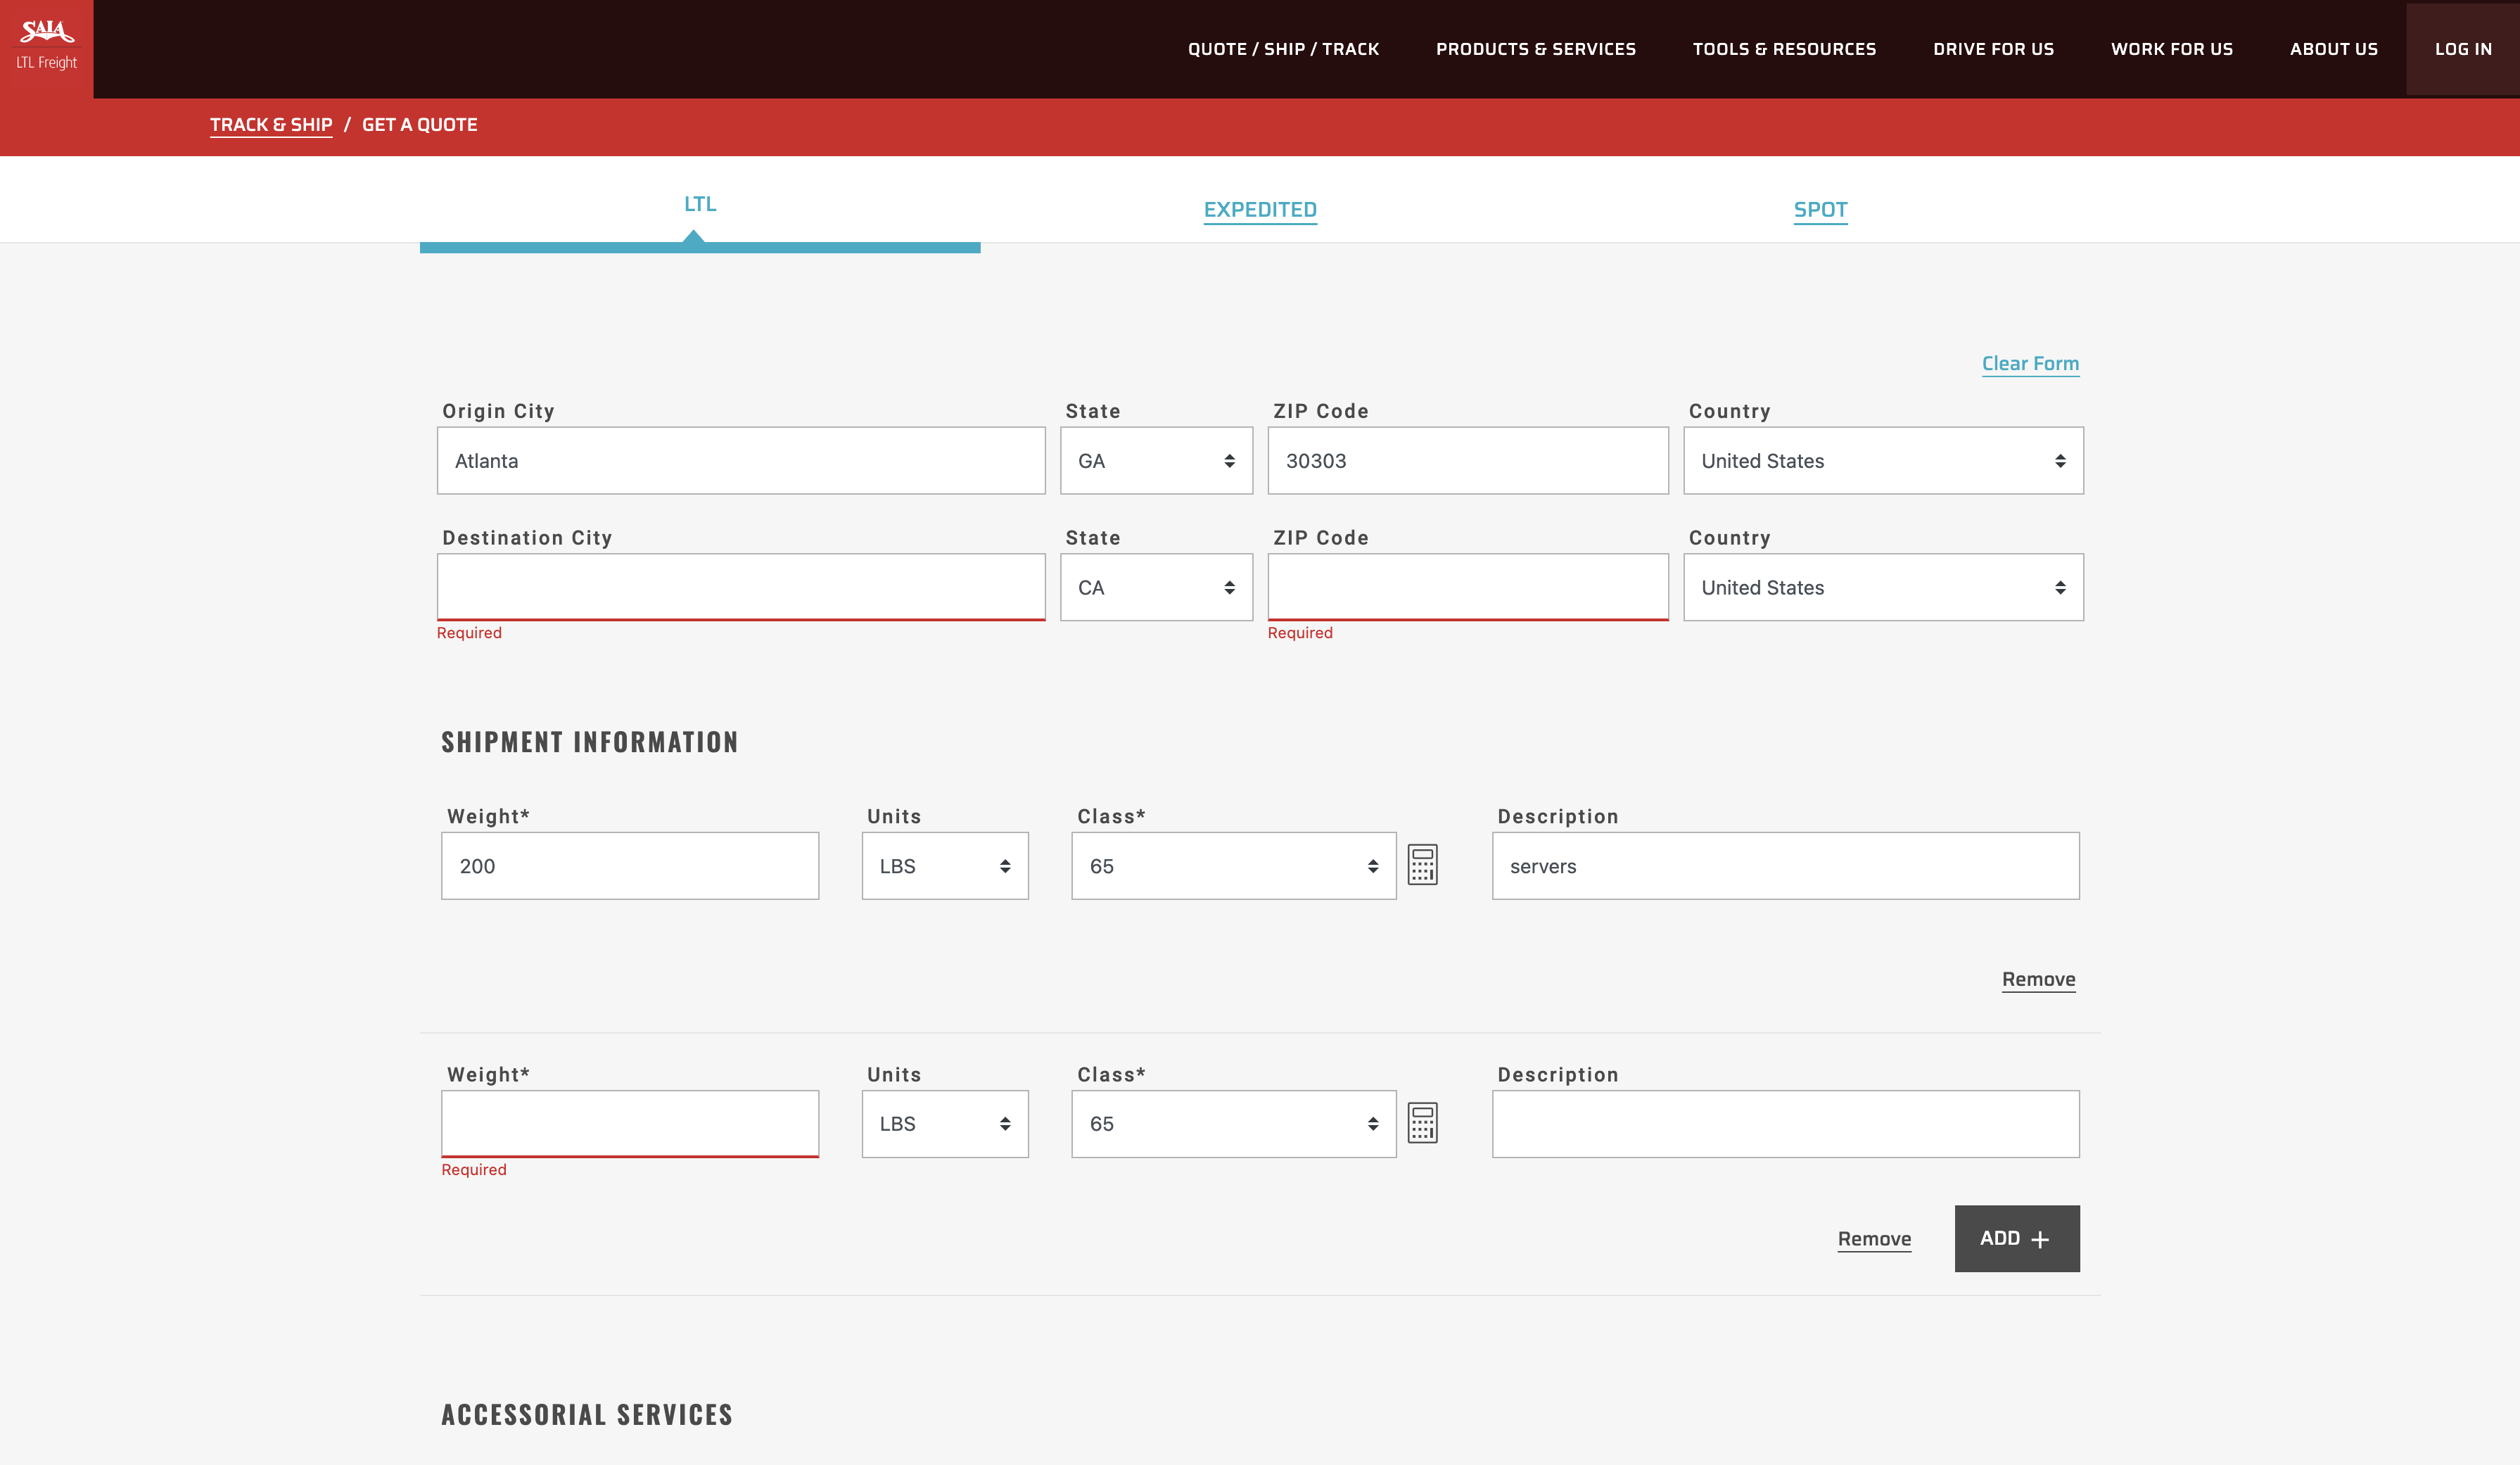 SAIA
LTL Freight
QUOTE / SHIP / TRACK
PRODUCTS & SERVICES
TOOLS & RESOURCES
DRIVE FOR US
WORK FOR US
ABOUT US
LOG IN
TRACK & SHIP / GET A QUOTE
LTL
EXPEDITED
SPOT
Clear Form
Origin City
State
ZIP Code
Country
Atlanta
GA
30303
United States
Destination City
State
ZIP Code
Country
CA
United States
Required
Required
SHIPMENT INFORMATION
Weight*
Units
Class*
Description
200
LBS
65
servers
Remove
Weight*
Units
Class*
Description
LBS
65
Required
Remove
ADD +
ACCESSORIAL SERVICES